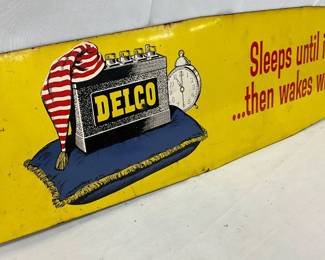 DELCO
Sleeps until
...then wakes